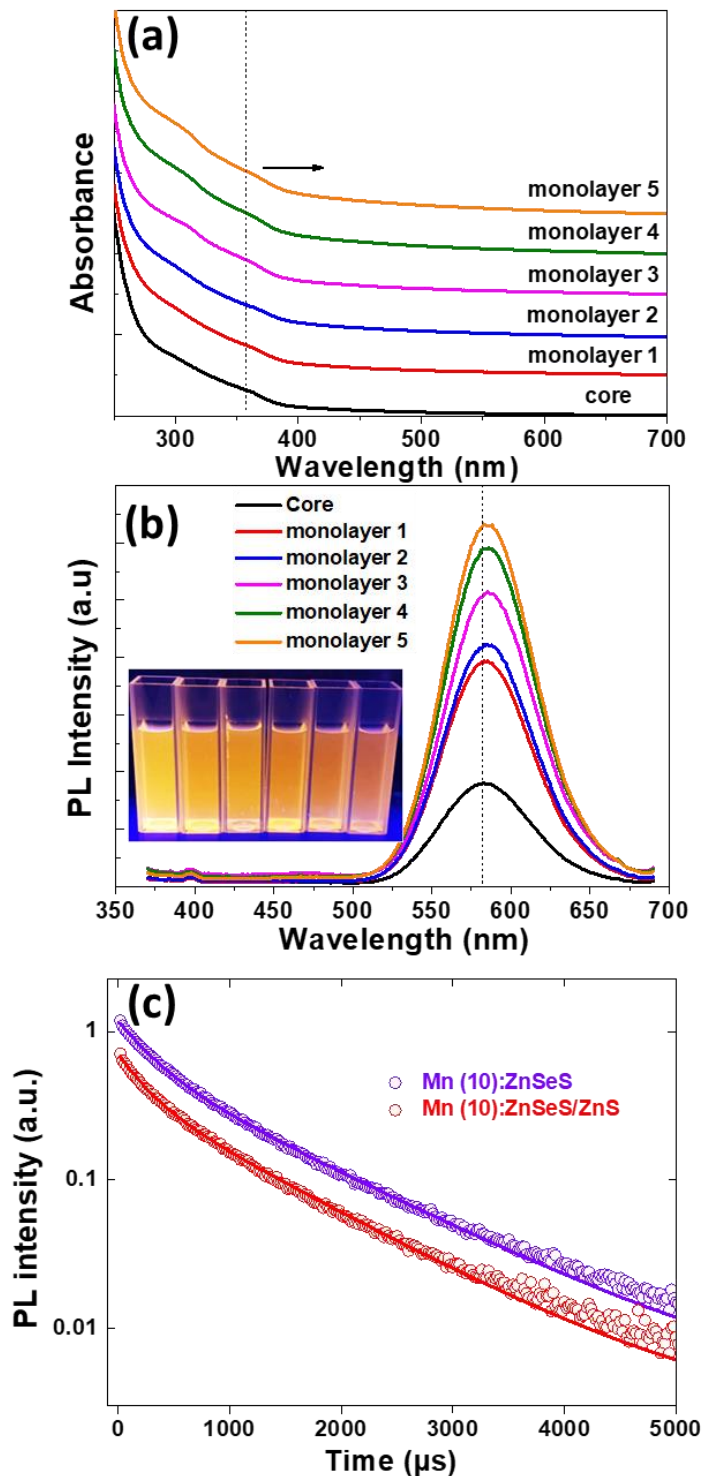 (a)
Absorbance
monolayer 5
monolayer 4
monolayer 3
monolayer 2
monolayer 1
core
300 400 500 600 700
Wavelength (nm)
(b)
PL Intensity (a.u)
Core
monolayer 1
monolayer 2
monolayer 3
monolayer 4
monolayer 5
350 400 450 500 550 600 650 700
Wavelength (nm)
(c)
PL intensity (a.u.)
1
0.1
0.01
Mn (10):ZnSeS
Mn (10):ZnSeS/ZnS
0 1000 2000 3000 4000 5000
Time (µs)